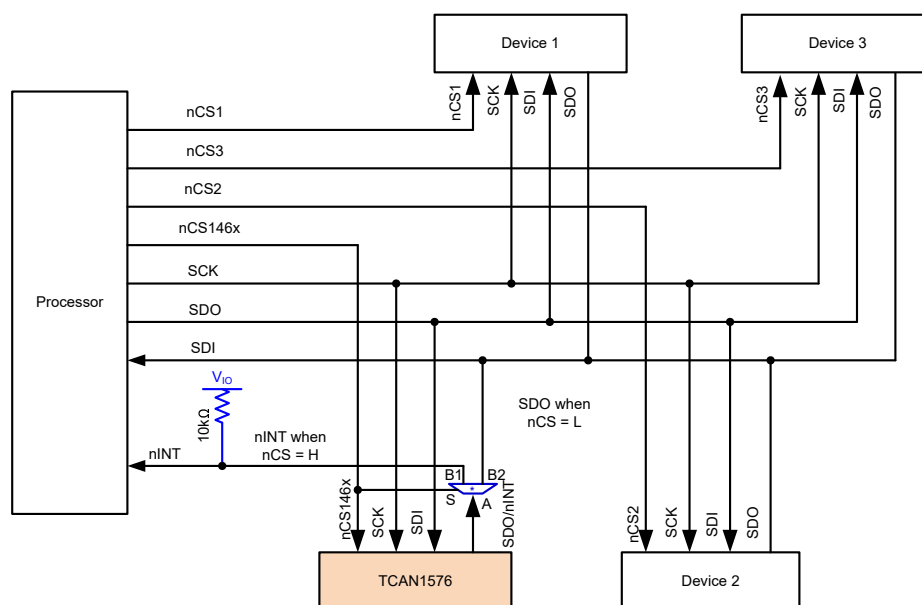 Device 1
Device 3
nCS1
SCK
SDI
SDO
nCS3
SCK
SDI
SDO
nCS1
nCS3
nCS2
nCS146x
SCK
Processor
SDO
SDI
VIO
10kΩ
SDO when
nCS = L
nINT when
nCS = H
nINT
B1
B2
*
S
A
nCS146x
SCK
SDI
SDO/nINT
nCS2
SCK
SDI
SDO
TCAN1576
Device 2